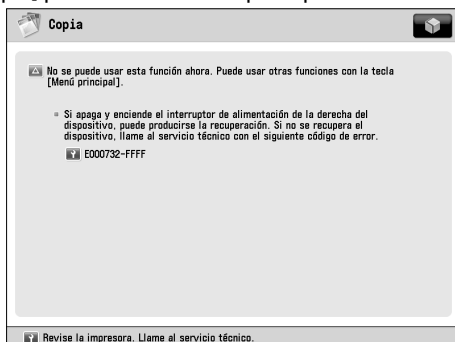 Copia
No se puede usar esta función ahora. Puede usar otras funciones con la tecla
[Menú principal].
Si apaga y enciende el interruptor de alimentación de la derecha del
dispositivo, puede producirse la recuperación. Si no se recupera el
dispositivo, llame al servicio técnico con el siguiente código de error.
E000732-FFFF
Revise la impresora. Llame al servicio técnico.